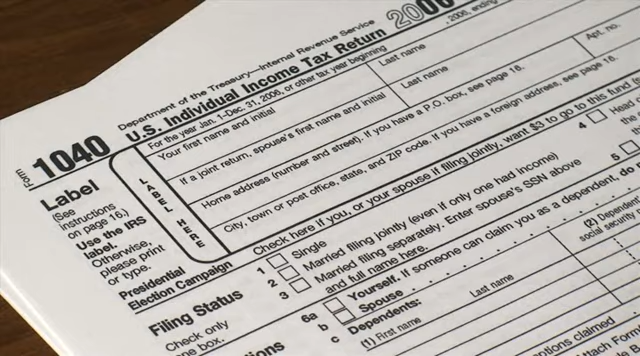 Department of the Treasury—Internal Revenue Service
Form 1040 U.S. Individual Income Tax Return 2006
For the year Jan. 1–Dec. 31, 2006, or other tax year beginning , 2006, ending
Label
(See
instructions
on page 16.)
Use the IRS
label.
Otherwise,
please print
or type.
LABEL HERE
Your first name and initial Last name
If a joint return, spouse's first name and initial Last name
Home address (number and street). If you have a P.O. box, see page 16. Apt. no.
City, town or post office, state, and ZIP code. If you have a foreign address, see page 16.
Presidential
Election Campaign Check here if you, or your spouse if filing jointly, want $3 to go to this fund
Filing Status
Check only
one box.
1 Single
2 Married filing jointly (even if only one had income)
3 Married filing separately. Enter spouse's SSN above
and full name here.
4 Head
5
6a Yourself. If someone can claim you as a dependent, do
b Spouse
c Dependents:
(1) First name Last name
(2) Dependent
social security